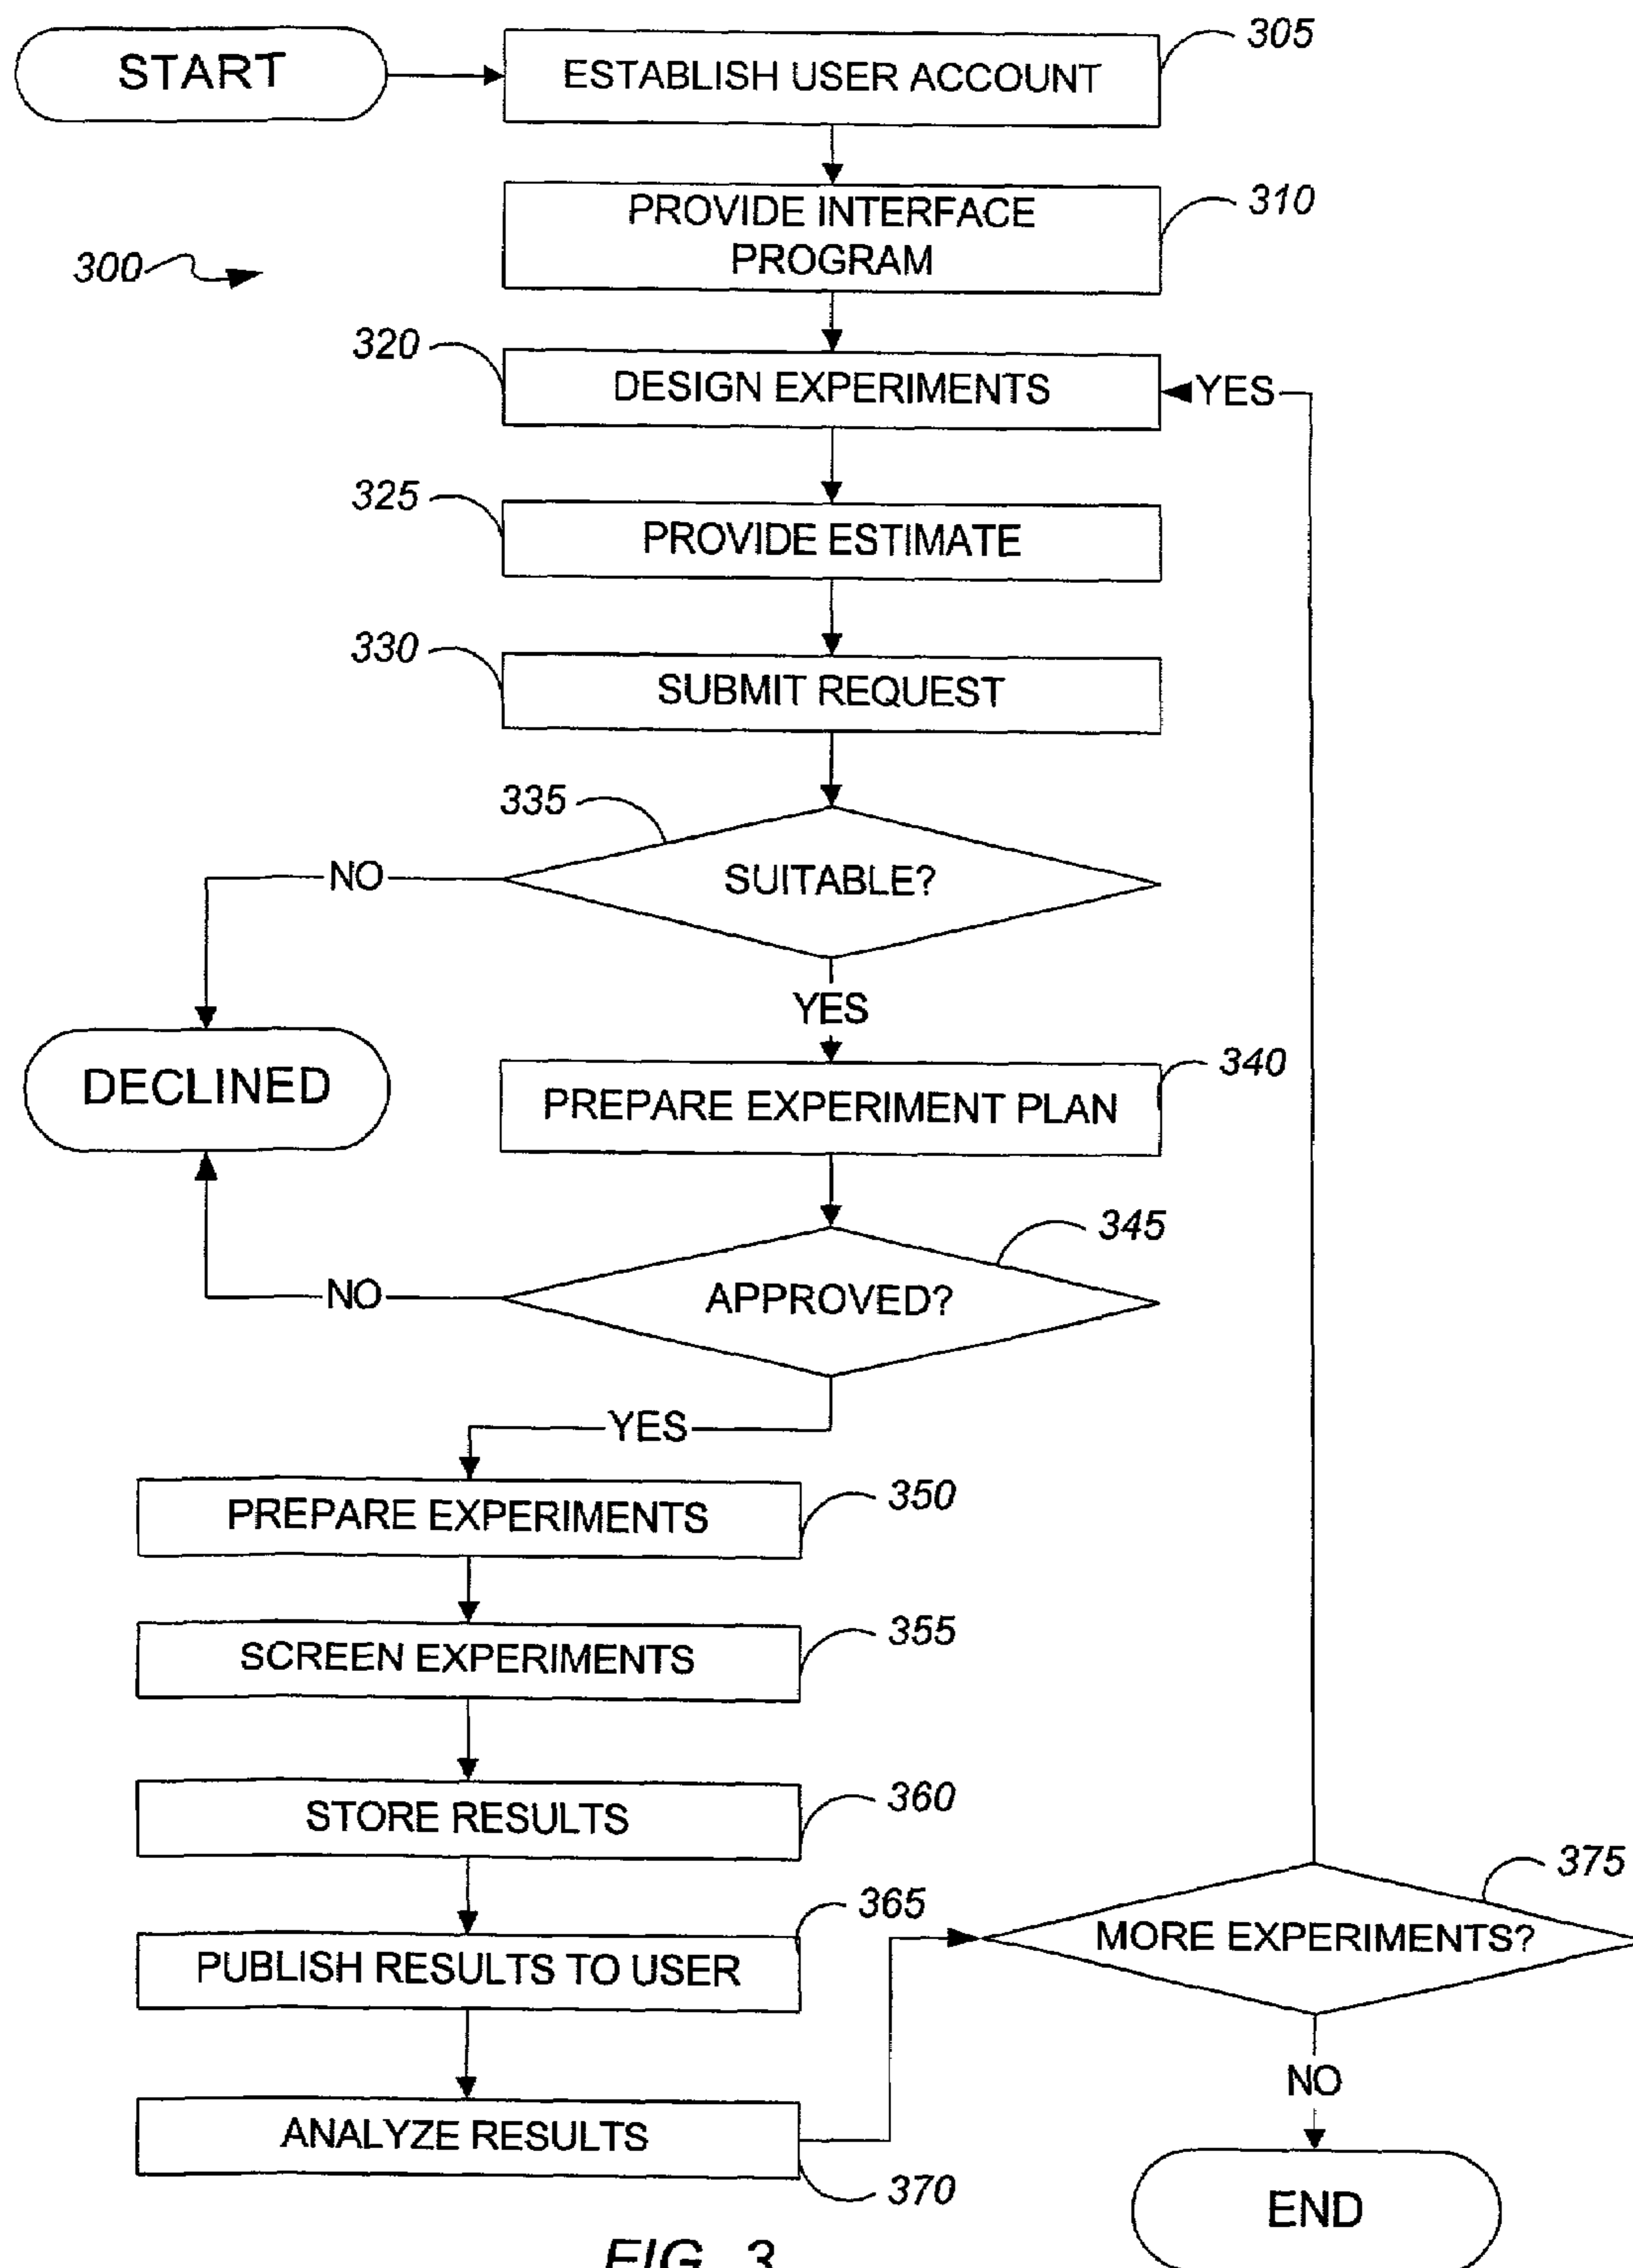 START
ESTABLISH USER ACCOUNT
305
PROVIDE INTERFACE
PROGRAM
310
300
320
DESIGN EXPERIMENTS
YES
325
PROVIDE ESTIMATE
330
SUBMIT REQUEST
335
SUITABLE?
NO
YES
DECLINED
340
PREPARE EXPERIMENT PLAN
345
APPROVED?
NO
YES
PREPARE EXPERIMENTS
350
SCREEN EXPERIMENTS
355
STORE RESULTS
360
PUBLISH RESULTS TO USER
365
MORE EXPERIMENTS?
375
ANALYZE RESULTS
370
NO
END
FIG. 3